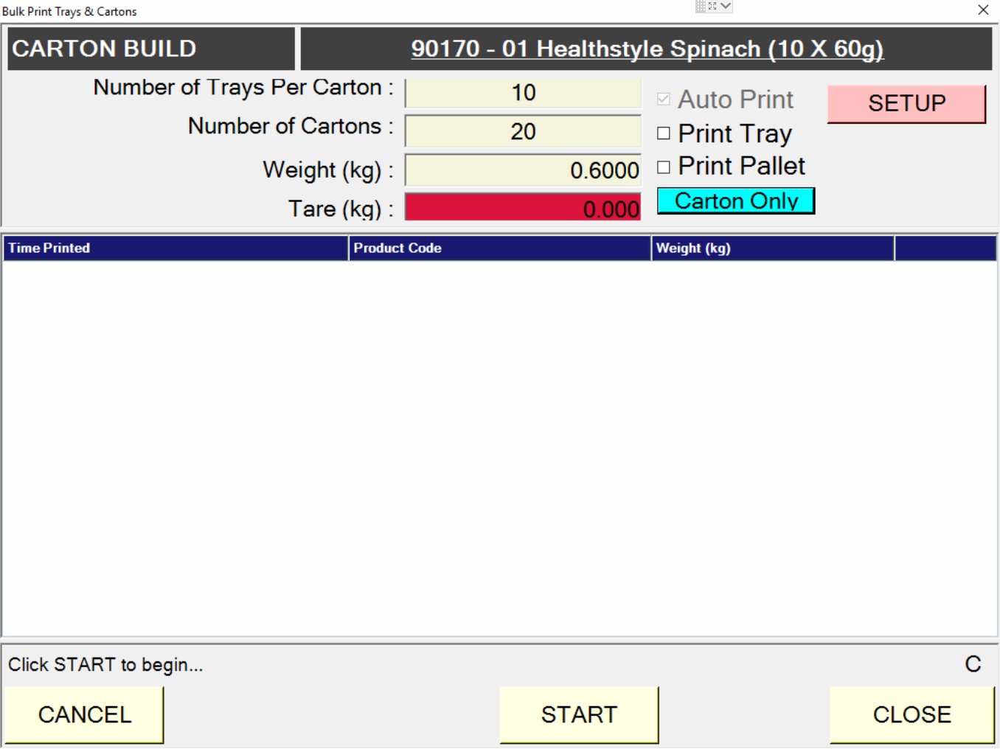 Bulk Print Trays & Cartons
CARTON BUILD
90170 - 01 Healthstyle Spinach (10 X 60g)
Number of Trays Per Carton : 10
Number of Cartons : 20
Weight (kg) : 0.6000
Tare (kg) : 0.000
Auto Print
Print Tray
Print Pallet
Carton Only
SETUP
Time Printed Product Code Weight (kg)
Click START to begin... C
CANCEL START CLOSE